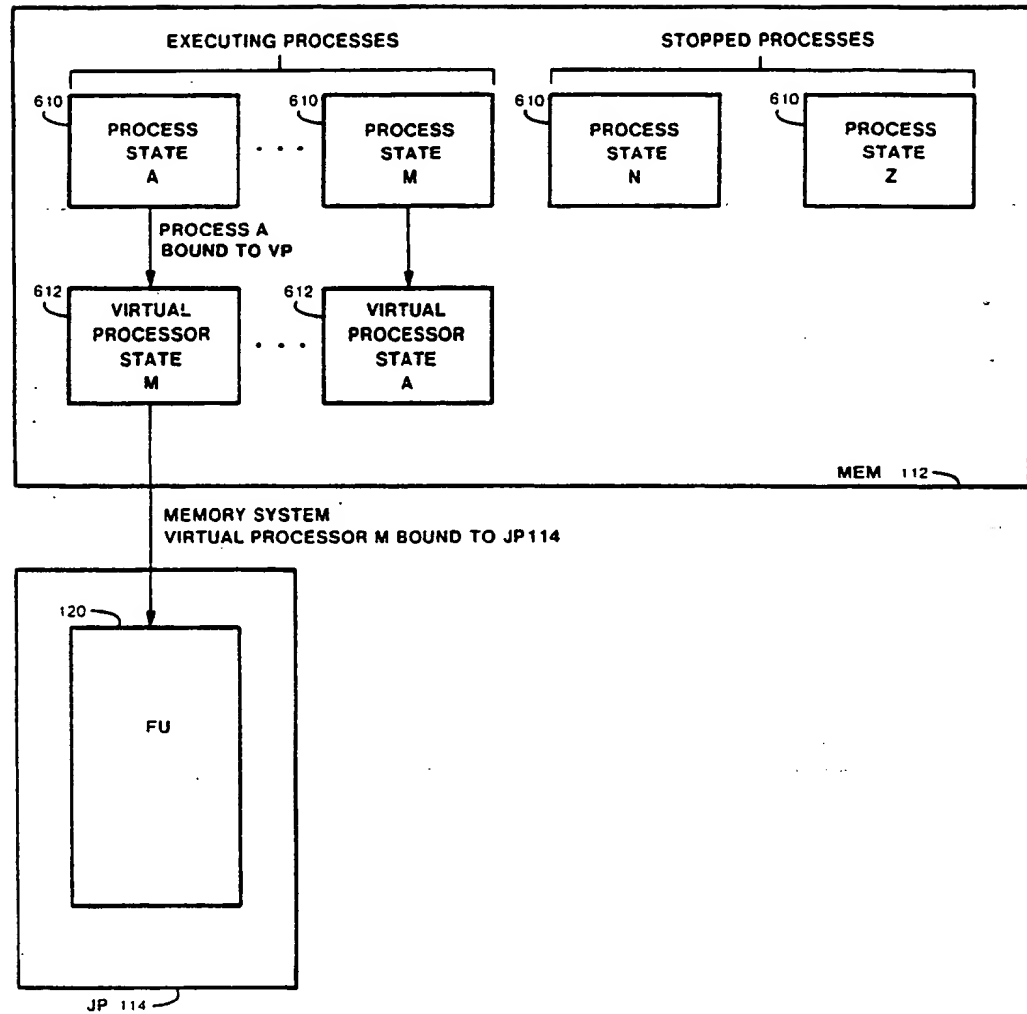 EXECUTING PROCESSES
STOPPED PROCESSES
610
PROCESS
STATE
A
. . .
610
PROCESS
STATE
M
610
PROCESS
STATE
N
610
PROCESS
STATE
Z
PROCESS A
BOUND TO VP
612
VIRTUAL
PROCESSOR
STATE
M
. . .
612
VIRTUAL
PROCESSOR
STATE
A
MEM 112
MEMORY SYSTEM
VIRTUAL PROCESSOR M BOUND TO JP114
120
FU
JP 114